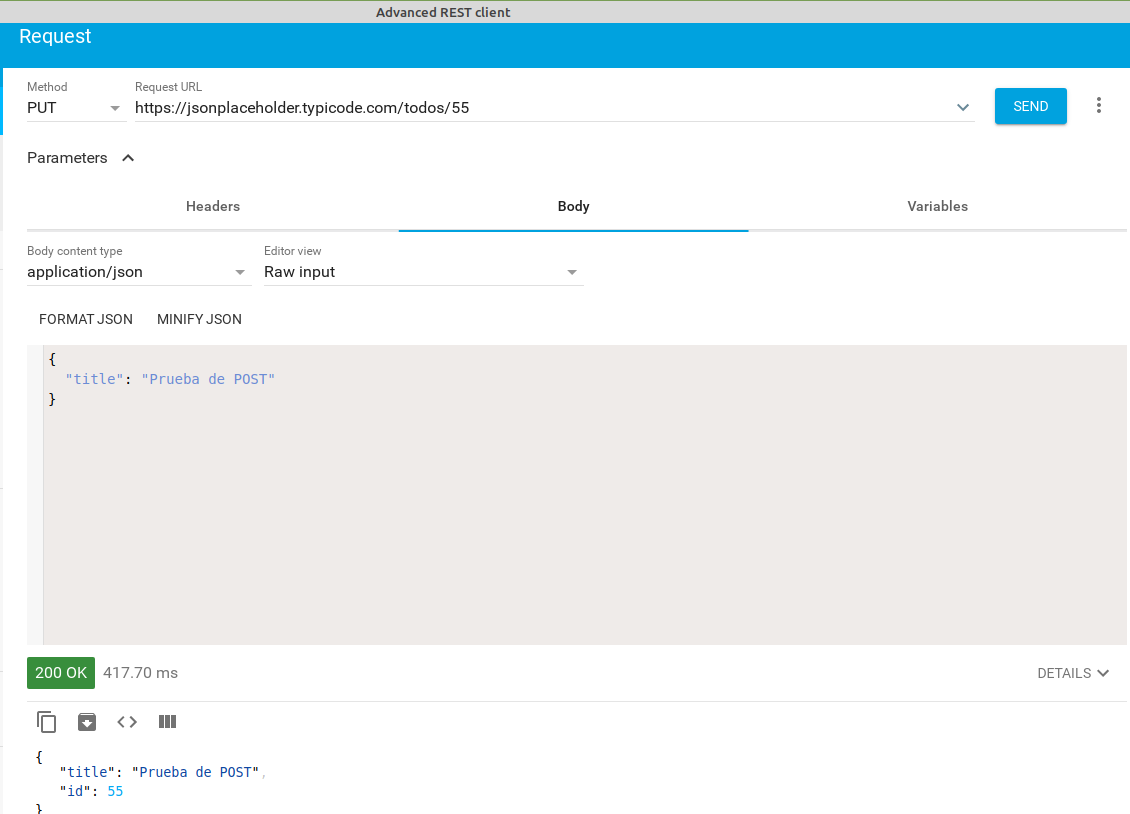 Advanced REST client
Request
Method
Request URL
PUT
https://jsonplaceholder.typicode.com/todos/55
SEND
Parameters
Headers
Body
Variables
Body content type
Editor view
application/json
Raw input
FORMAT JSON
MINIFY JSON
{
"title": "Prueba de POST"
}
200 OK
417.70 ms
DETAILS
{
"title": "Prueba de POST",
"id": 55
}